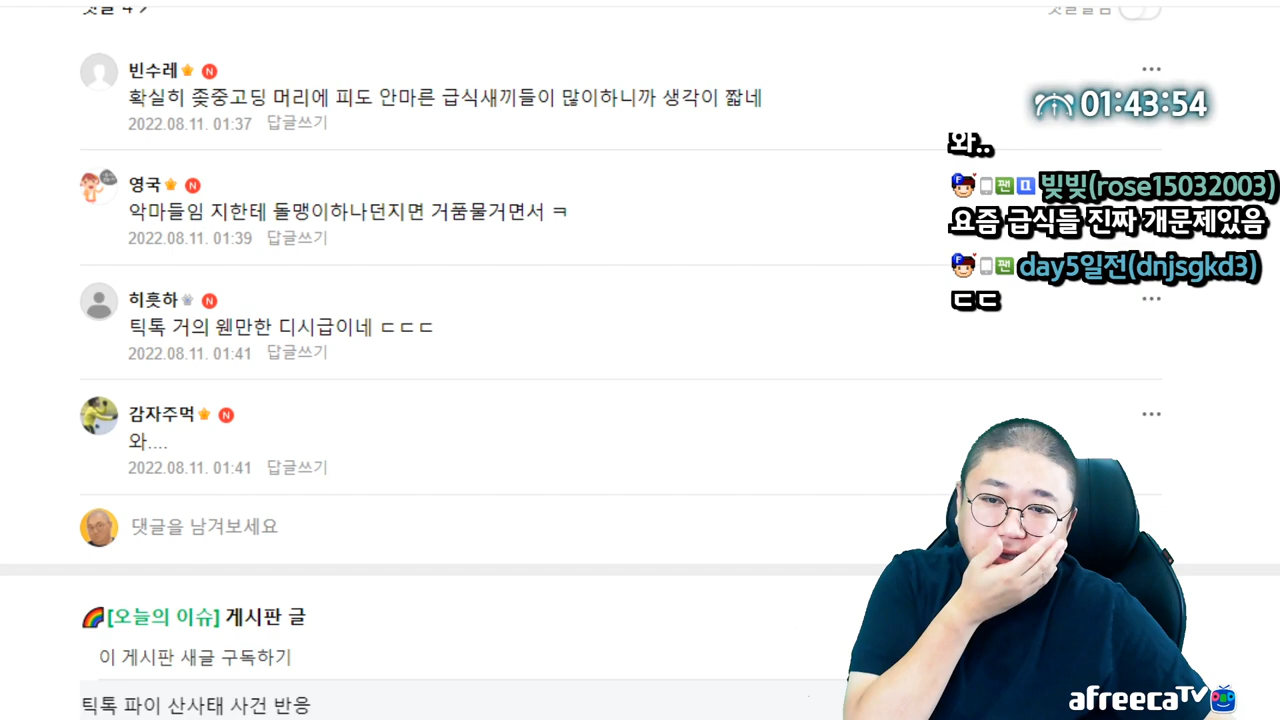 댓글
빈수레 N
확실히 좆중고딩 머리에 피도 안마른 급식새끼들이 많이하니까 생각이 짧네
2022.08.11. 01:37 답글쓰기
영국 N
악마들임 지한테 돌맹이하나던지면 거품물거면서 ㅋ
2022.08.11. 01:39 답글쓰기
히흣하 N
틱톡 거의 웬만한 디시급이네 ㄷㄷㄷ
2022.08.11. 01:41 답글쓰기
감자주먹 N
와....
2022.08.11. 01:41 답글쓰기
댓글을 남겨보세요
[오늘의 이슈] 게시판 글
이 게시판 새글 구독하기
틱톡 파이 산사태 사건 반응
01:43:54
와..
F 팬 빚빚(rose15032003)
요즘 급식들 진짜 개문제있음
F 팬 day5일전(dnjsgkd3)
ㄷㄷ
afreecaTV